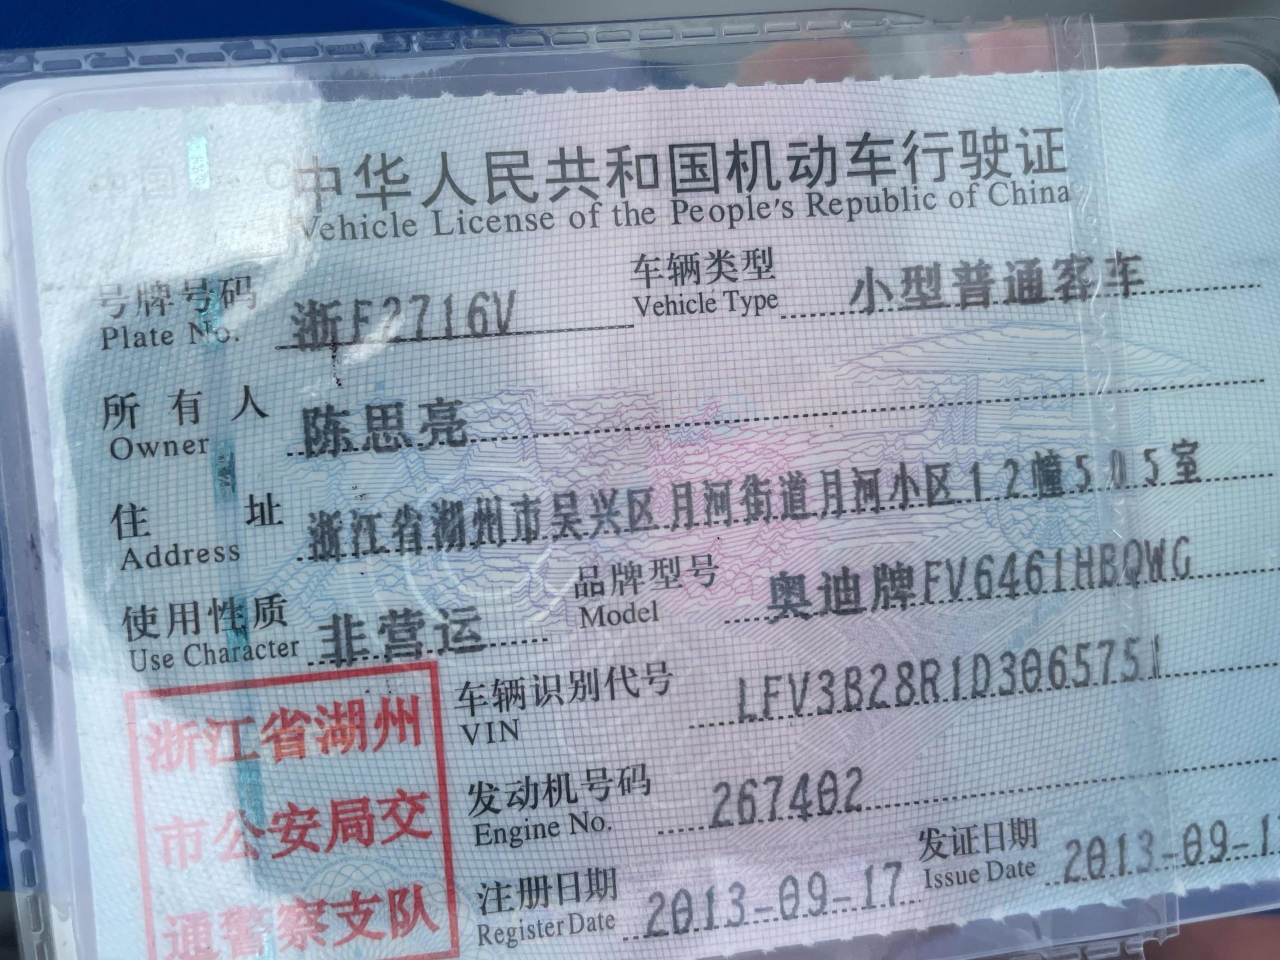 中华人民共和国机动车行驶证
Vehicle License of the People's Republic of China
号牌号码 浙F2716V 车辆类型 小型普通客车
Plate No. Vehicle Type
所有人 陈思亮
Owner
住址 浙江省湖州市吴兴区月河街道月河小区12幢505室
Address
使用性质 非营运 品牌型号 奥迪牌FV6461HBQWG
Use Character Model
浙江省湖州 车辆识别代号 LFV3B28R1D3065751
VIN
市公安局交 发动机号码 267402
Engine No.
通警察支队 注册日期 2013-09-17 发证日期 2013-09-1
Register Date Issue Date